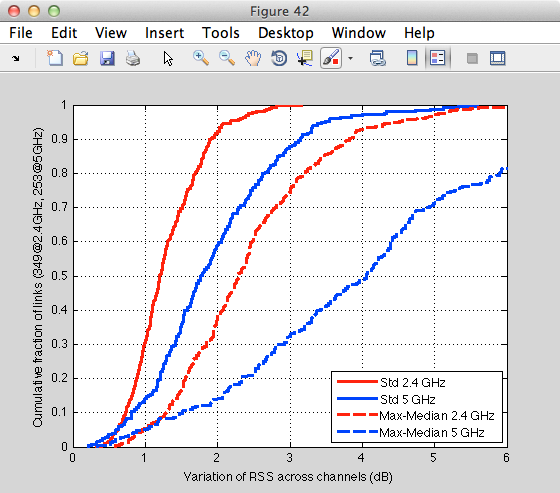 Figure 42
File Edit View Insert Tools Desktop Window Help
1
0.9
0.8
0.7
0.6
0.5
0.4
0.3
0.2
0.1
0
Cumulative fraction of links (349@2.4GHz, 253@5GHz)
Std 2.4 GHz
Std 5 GHz
Max-Median 2.4 GHz
Max-Median 5 GHz
0 1 2 3 4 5 6
Variation of RSS across channels (dB)